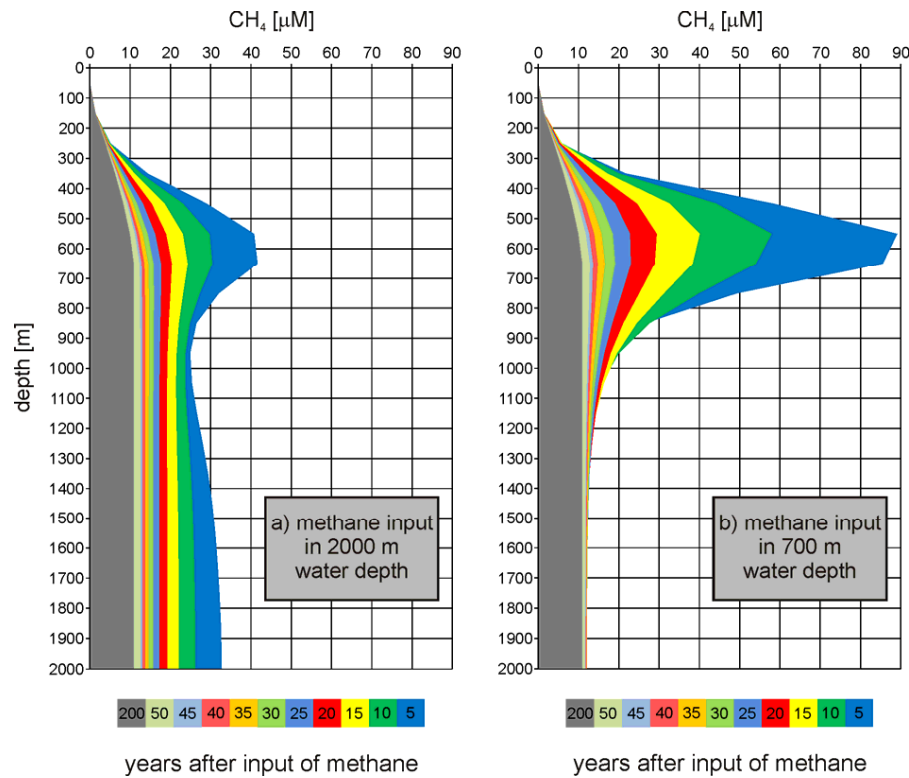 CH₄ [µM]
0 10 20 30 40 50 60 70 80 90
0
100
200
300
400
500
600
700
800
900
1000
1100
1200
1300
1400
1500
1600
1700
1800
1900
2000
depth [m]
a) methane input
in 2000 m
water depth
200 50 45 40 35 30 25 20 15 10 5
years after input of methane
CH₄ [µM]
0 10 20 30 40 50 60 70 80 90
0
100
200
300
400
500
600
700
800
900
1000
1100
1200
1300
1400
1500
1600
1700
1800
1900
2000
b) methane input
in 700 m
water depth
200 50 45 40 35 30 25 20 15 10 5
years after input of methane